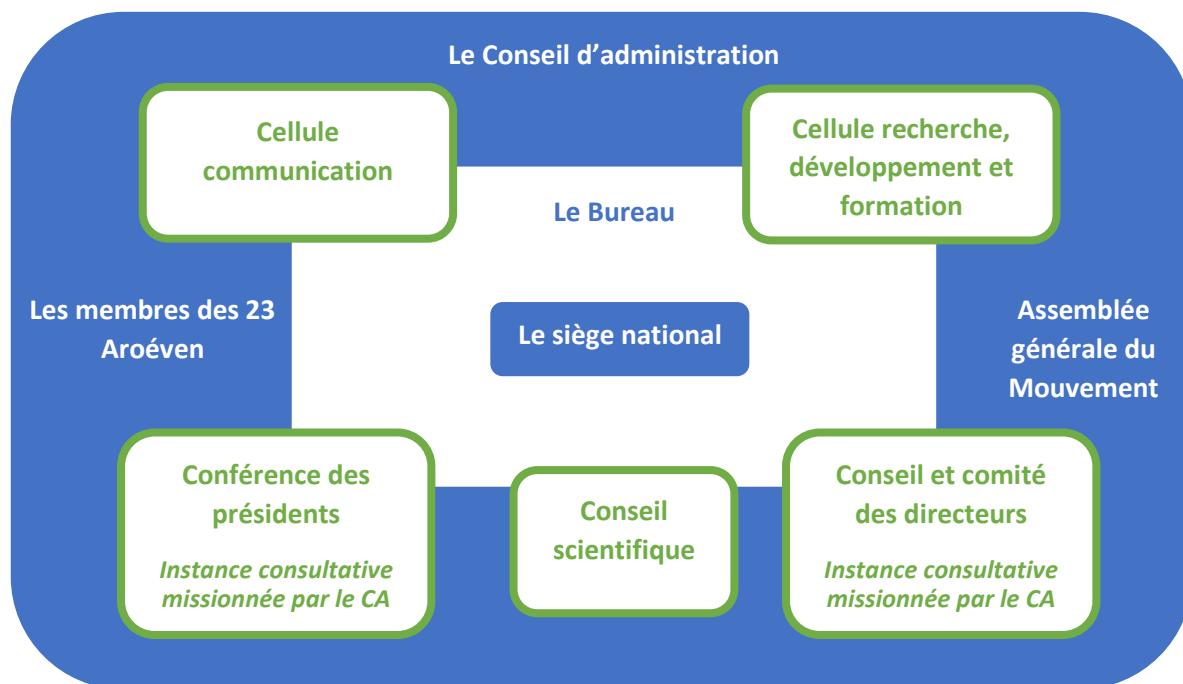 Le Conseil d’administration
Cellule
communication
Cellule recherche,
développement et
formation
Le Bureau
Les membres des 23
Aroéven
Le siège national
Assemblée
générale du
Mouvement
Conférence des
présidents
Instance consultative
missionnée par le CA
Conseil
scientifique
Conseil et comité
des directeurs
Instance consultative
missionnée par le CA